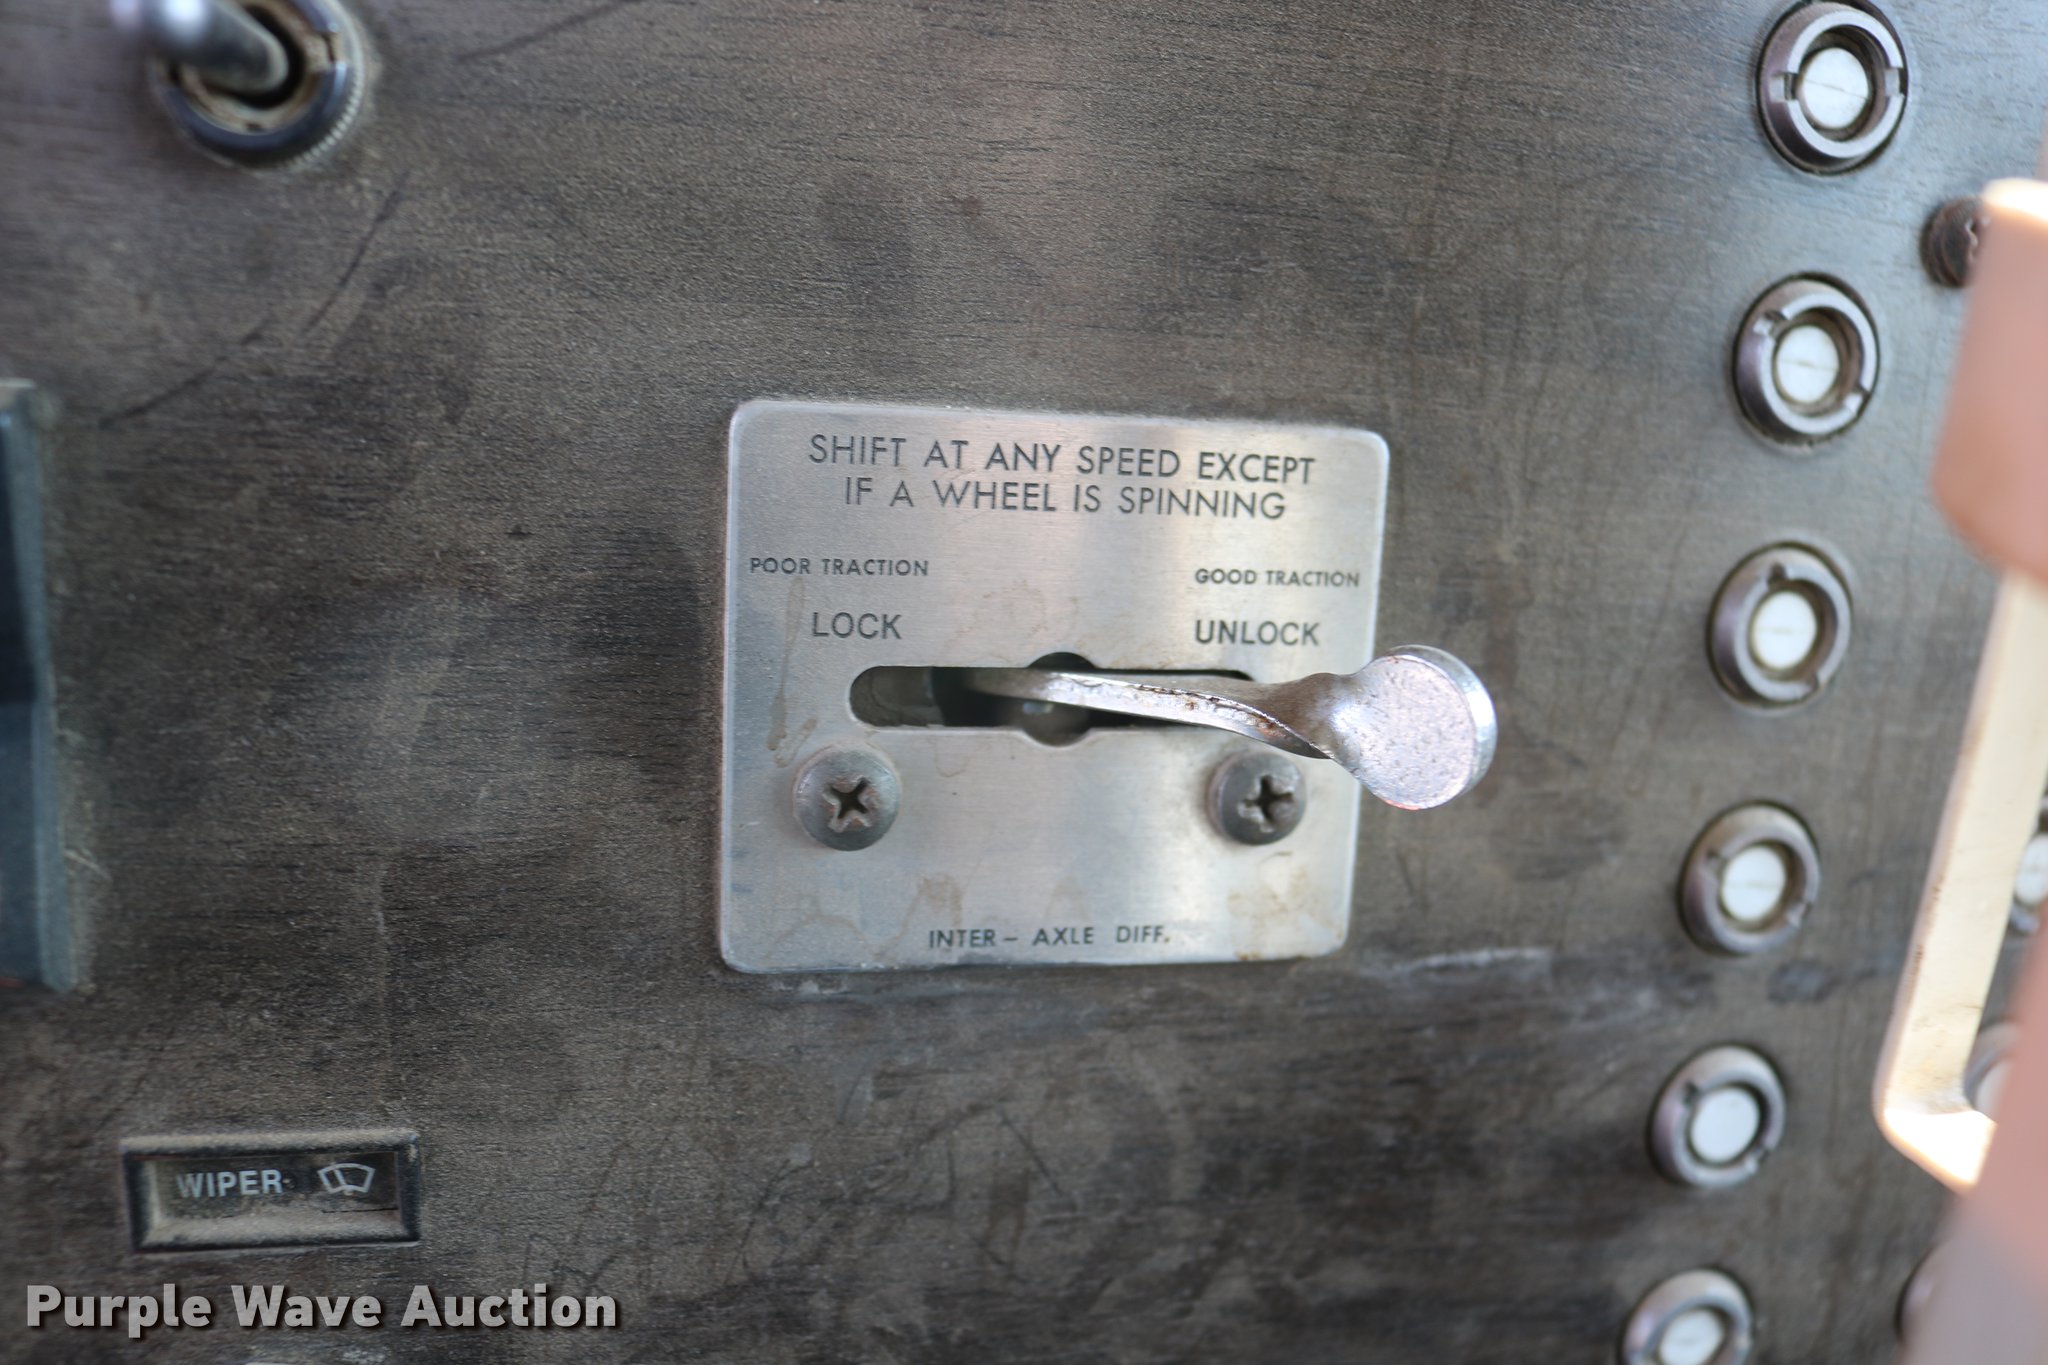 SHIFT AT ANY SPEED EXCEPT
IF A WHEEL IS SPINNING
POOR TRACTION
GOOD TRACTION
LOCK
UNLOCK
INTER - AXLE DIFF.
WIPER
Purple Wave Auction